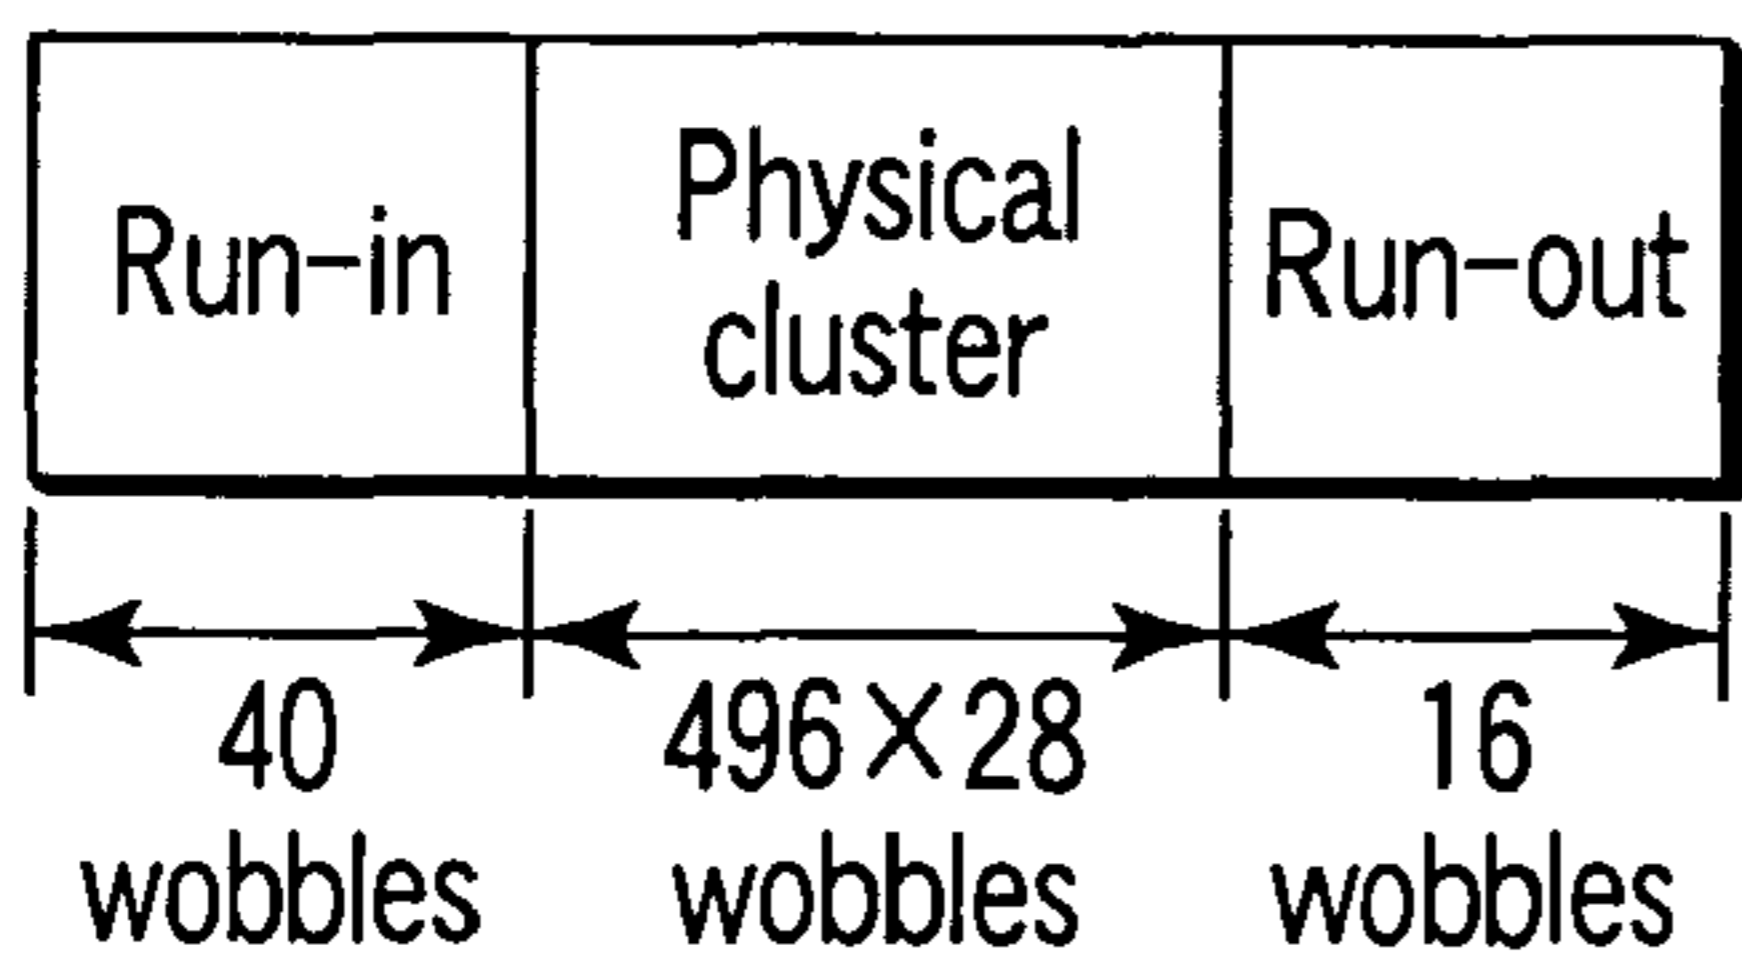 Run-in
Physical
cluster
Run-out
40
wobbles
496×28
wobbles
16
wobbles